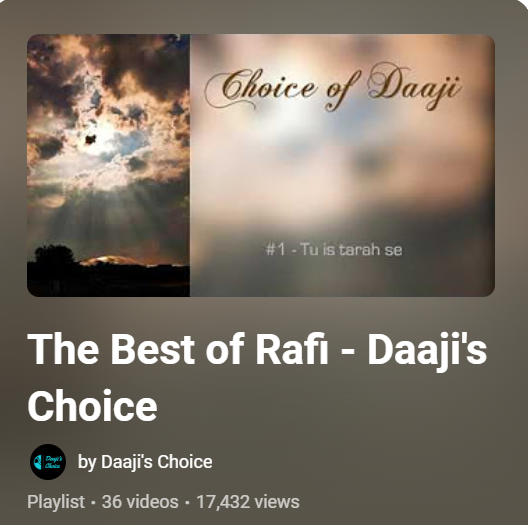 Choice of Daaji
#1 - Tu is tarah se
The Best of Rafi - Daaji's
Choice
Daaji's
Choice
by Daaji's Choice
Playlist • 36 videos • 17,432 views